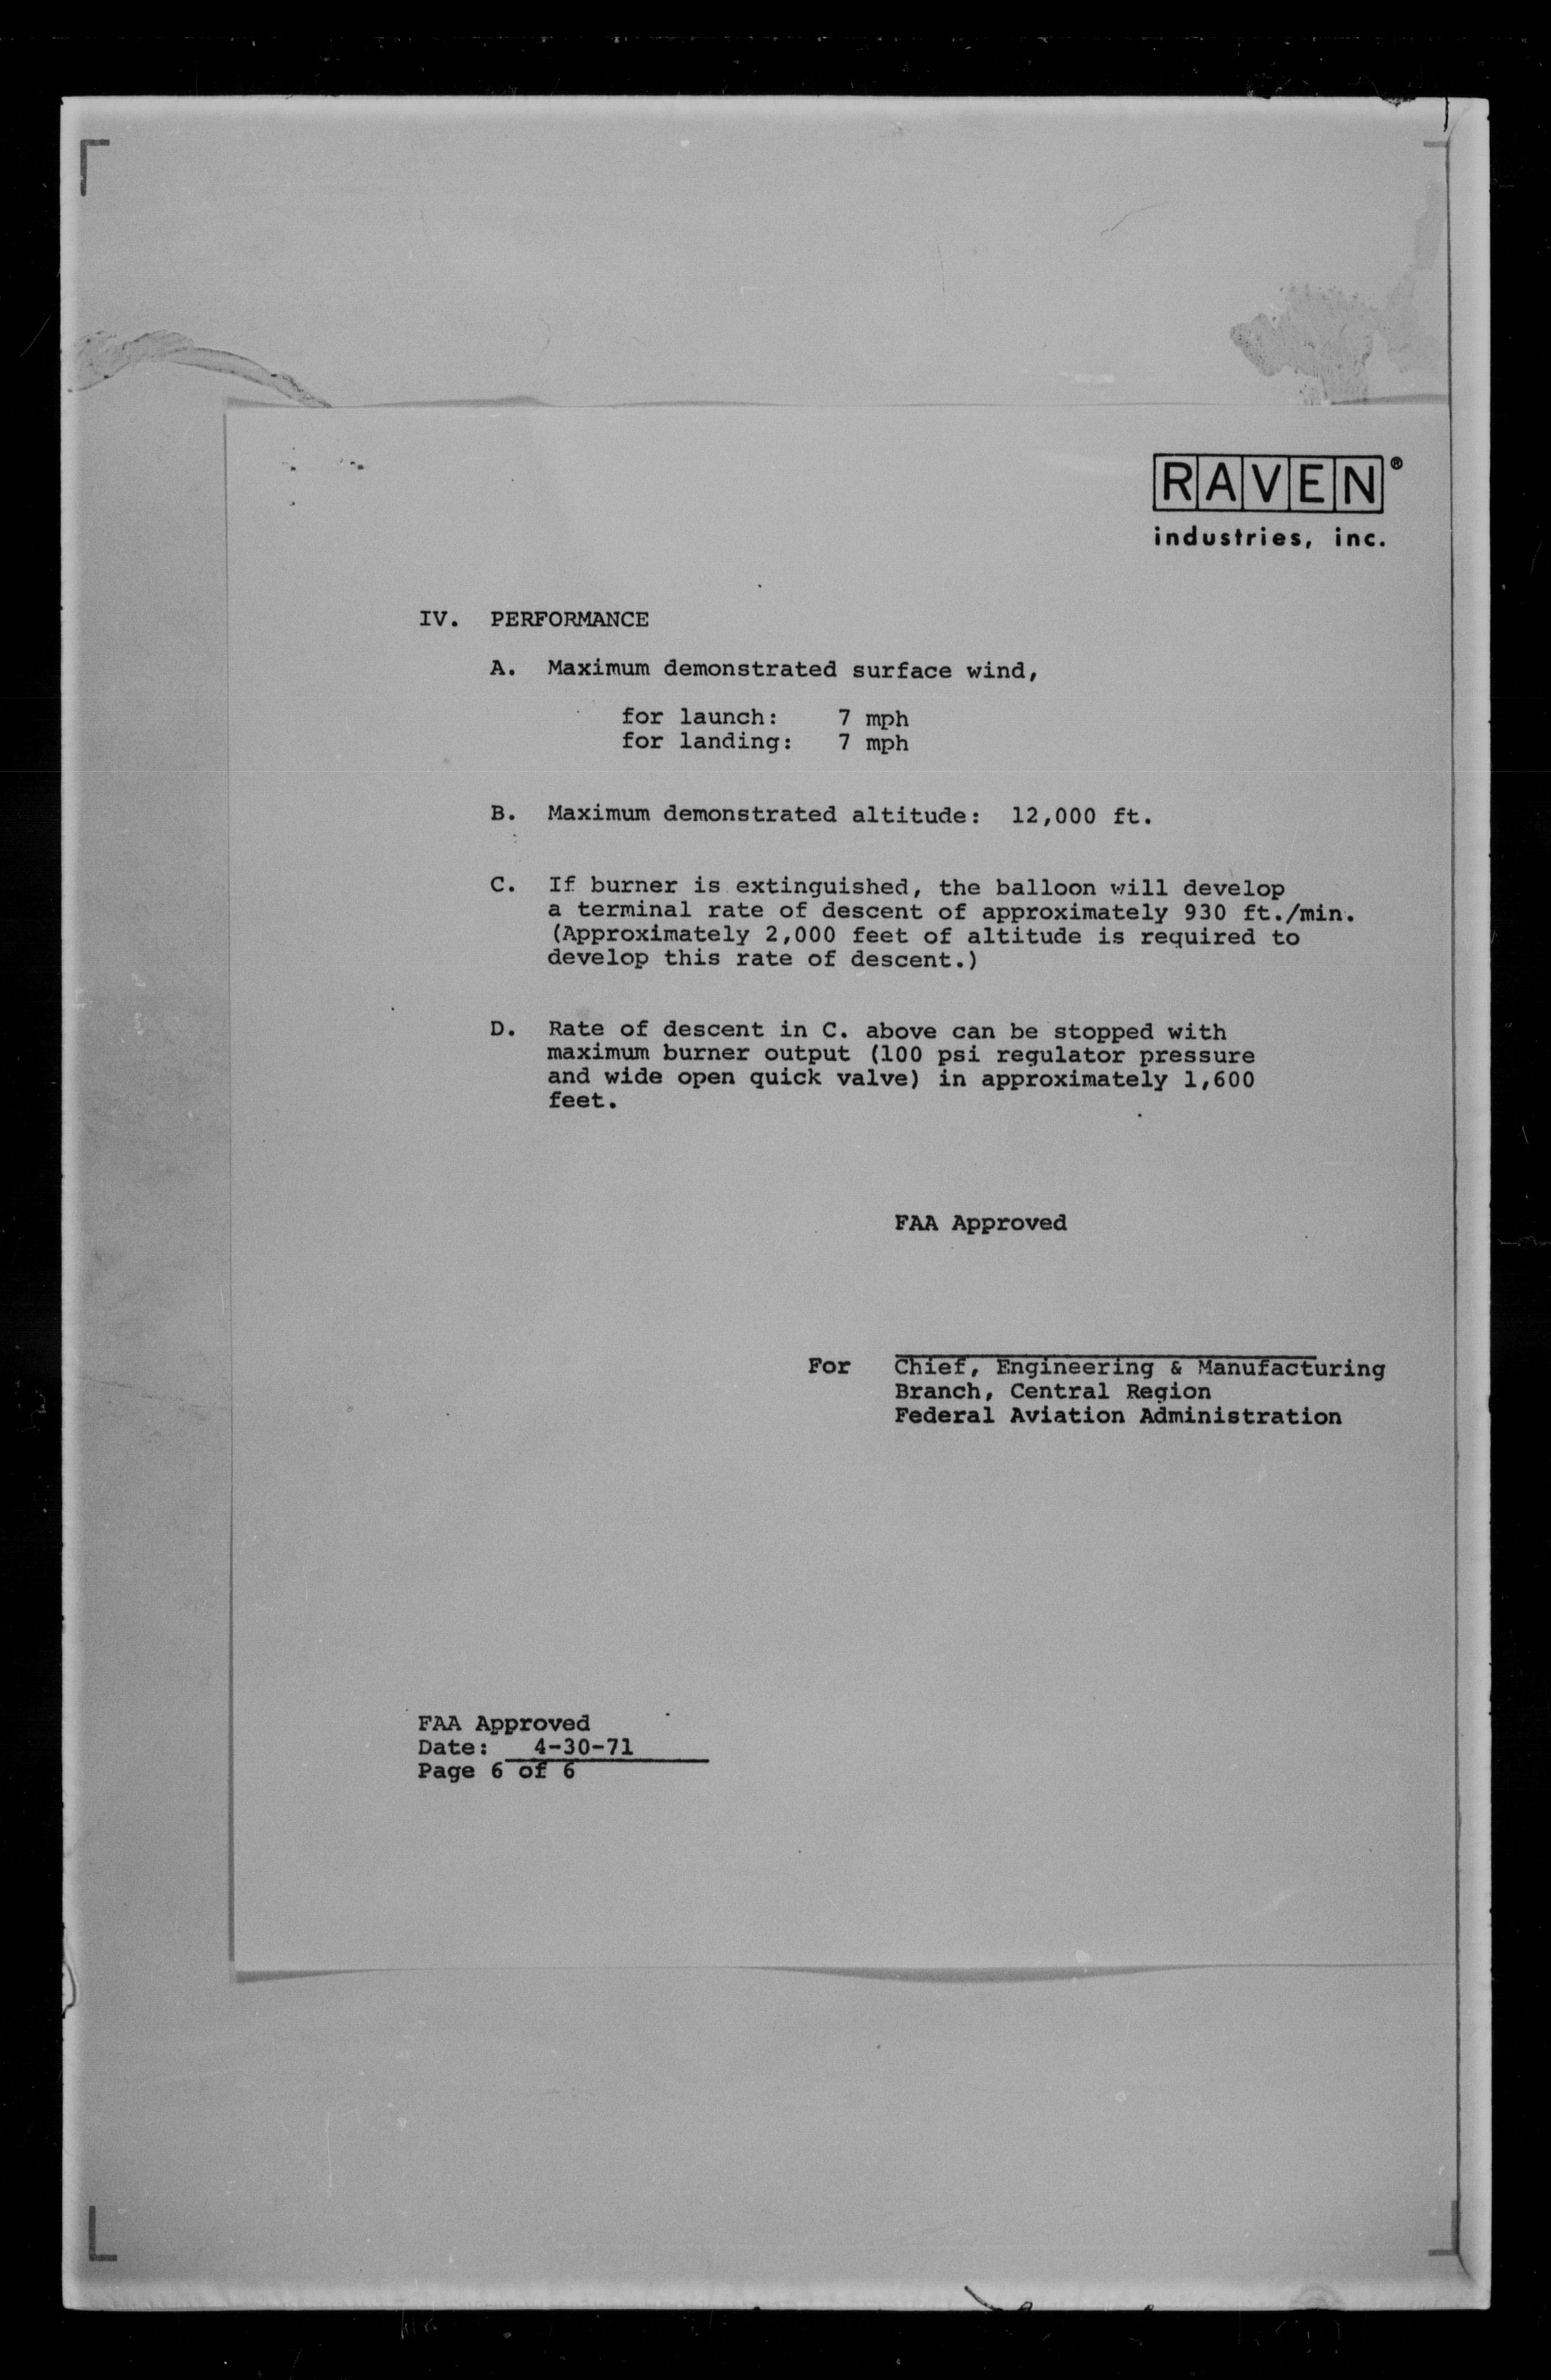 RAVEN®
industries, inc.
IV. PERFORMANCE
A. Maximum demonstrated surface wind,
for launch: 7 mph
for landing: 7 mph
B. Maximum demonstrated altitude: 12,000 ft.
C. If burner is extinguished, the balloon will develop
a terminal rate of descent of approximately 930 ft./min.
(Approximately 2,000 feet of altitude is required to
develop this rate of descent.)
D. Rate of descent in C. above can be stopped with
maximum burner output (100 psi regulator pressure
and wide open quick valve) in approximately 1,600
feet.
FAA Approved
For Chief, Engineering & Manufacturing
Branch, Central Region
Federal Aviation Administration
FAA Approved
Date: 4-30-71
Page 6 of 6